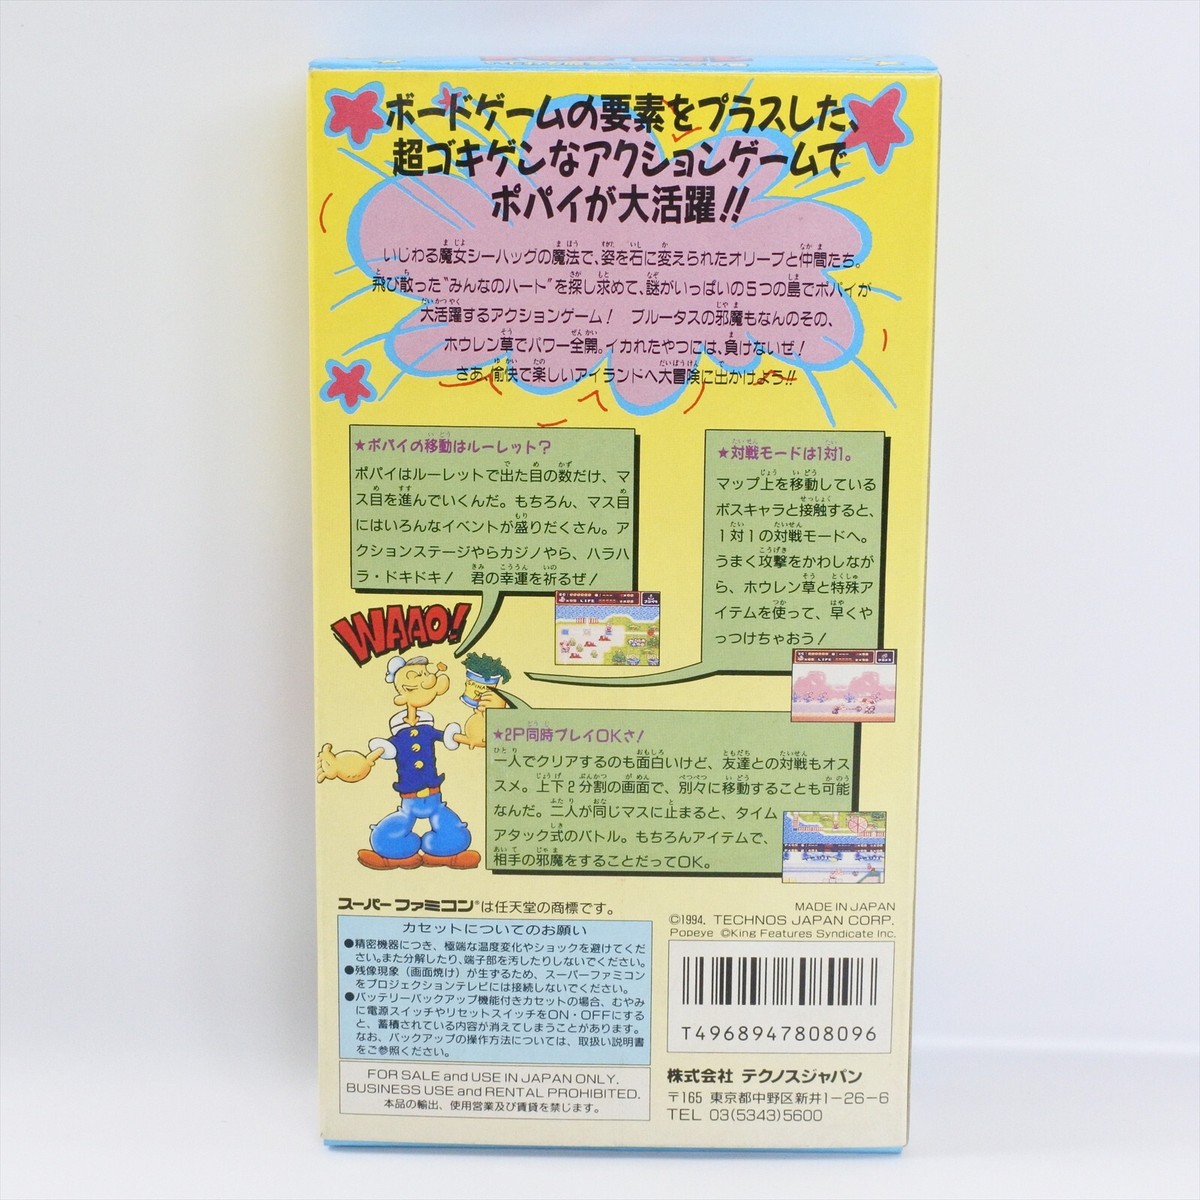 ボードゲームの要素をプラスした、
超ゴキゲンなアクションゲームで
ポパイが大活躍!!
いじわる魔女シーハッグの魔法で、姿を石に変えられたオリーブと仲間たち。
飛び散った“みんなのハート”を探し求めて、謎がいっぱいの5つの島でポパイが
大活躍するアクションゲーム! ブルータスの邪魔もなんのその、
ホウレン草でパワー全開。イカれたやつには、負けないぜ!
さあ、愉快で楽しいアイランドへ大冒険に出かけよう!!
★ポパイの移動はルーレット?
ポパイはルーレットで出た目の数だけ、マ
ス目を進んでいくんだ。もちろん、マス目
にはいろんなイベントが盛りだくさん。ア
クションステージやらカジノやら、ハラハ
ラ・ドキドキ! 君の幸運を祈るぜ!
★対戦モードは1対1。
マップ上を移動している
ボスキャラと接触すると、
1対1の対戦モードへ。
うまく攻撃をかわしなが
ら、ホウレン草と特殊ア
イテムを使って、早くや
っつけちゃおう!
WAAO!
★2P同時プレイOKさ!
一人でクリアするのも面白いけど、友達との対戦もオス
スメ。上下2分割の画面で、別々に移動することも可能
なんだ。二人が同じマスに止まると、タイム
アタック式のバトル。もちろんアイテムで、
相手の邪魔をすることだってOK。
スーパーファミコン®は任天堂の商標です。
カセットについてのお願い
●精密機器につき、極端な温度変化やショックを避けてくだ
さい。また分解したり、端子部を汚したりしないでください。
●残像現象(画面焼け)が生ずるため、スーパーファミコン
をプロジェクションテレビには接続しないでください。
●バッテリーバックアップ機能付きカセットの場合、むやみ
に電源スイッチやリセットスイッチをON・OFFにする
と、蓄積されている内容が消えてしまうことがあります。
なお、バックアップの操作方法については、取扱い説明書
をご参照ください。
FOR SALE and USE IN JAPAN ONLY.
BUSINESS USE and RENTAL PROHIBITED.
本品の輸出、使用営業及び賃貸を禁じます。
MADE IN JAPAN
©1994. TECHNOS JAPAN CORP.
Popeye ©King Features Syndicate Inc.
T4968947808096
株式会社 テクノスジャパン
〒165 東京都中野区新井1-26-6
TEL 03(5343)5600